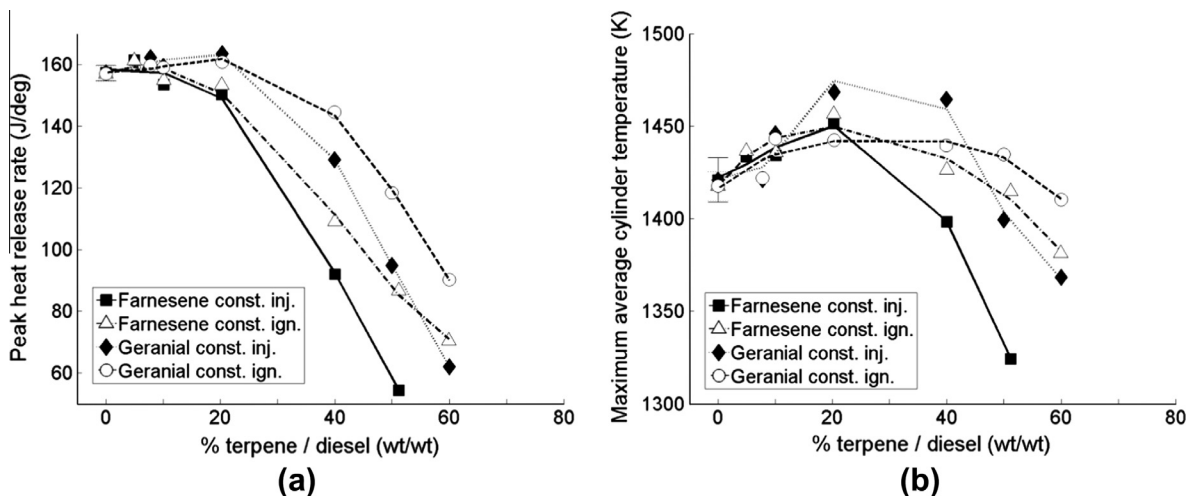 Peak heat release rate (J/deg)
160
140
120
100
80
60
Farnesene const. inj.
Farnesene const. ign.
Geranial const. inj.
Geranial const. ign.
0 20 40 60 80
% terpene / diesel (wt/wt)
(a)
Maximum average cylinder temperature (K)
1500
1450
1400
1350
1300
Farnesene const. inj.
Farnesene const. ign.
Geranial const. inj.
Geranial const. ign.
0 20 40 60 80
% terpene / diesel (wt/wt)
(b)